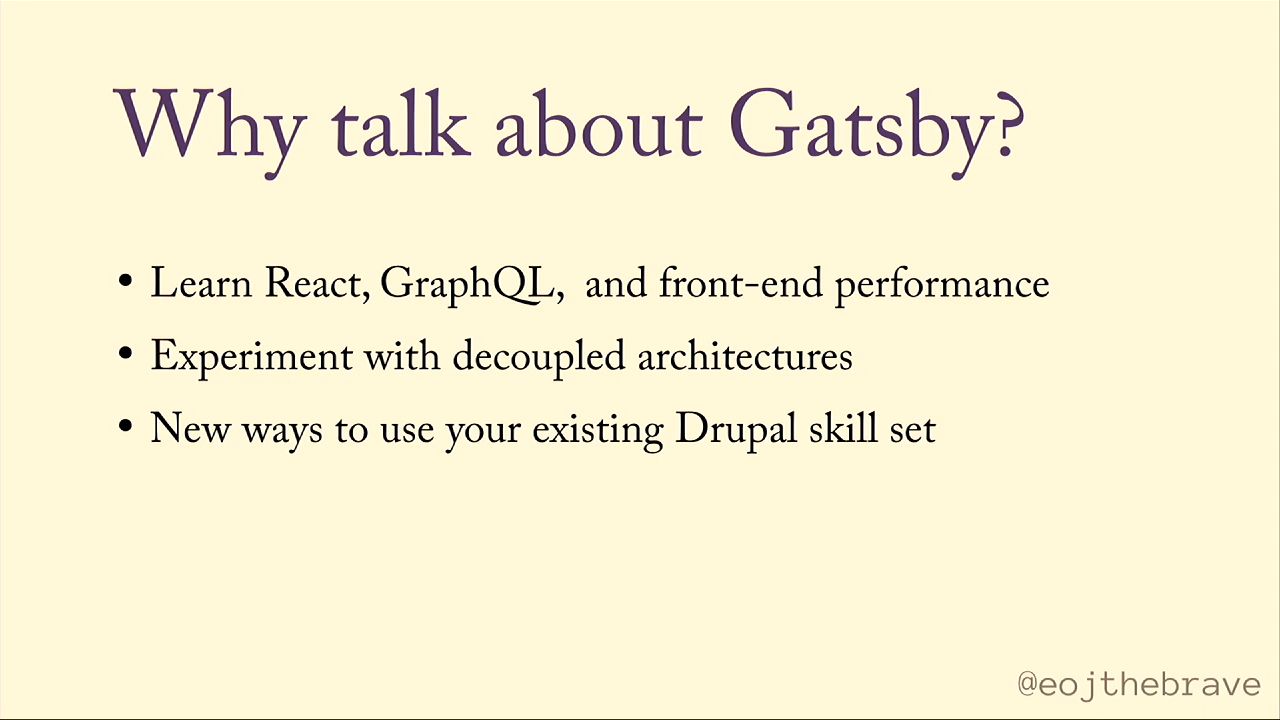 Why talk about Gatsby?
• Learn React, GraphQL,  and front-end performance
• Experiment with decoupled architectures
• New ways to use your existing Drupal skill set
@eojthebrave